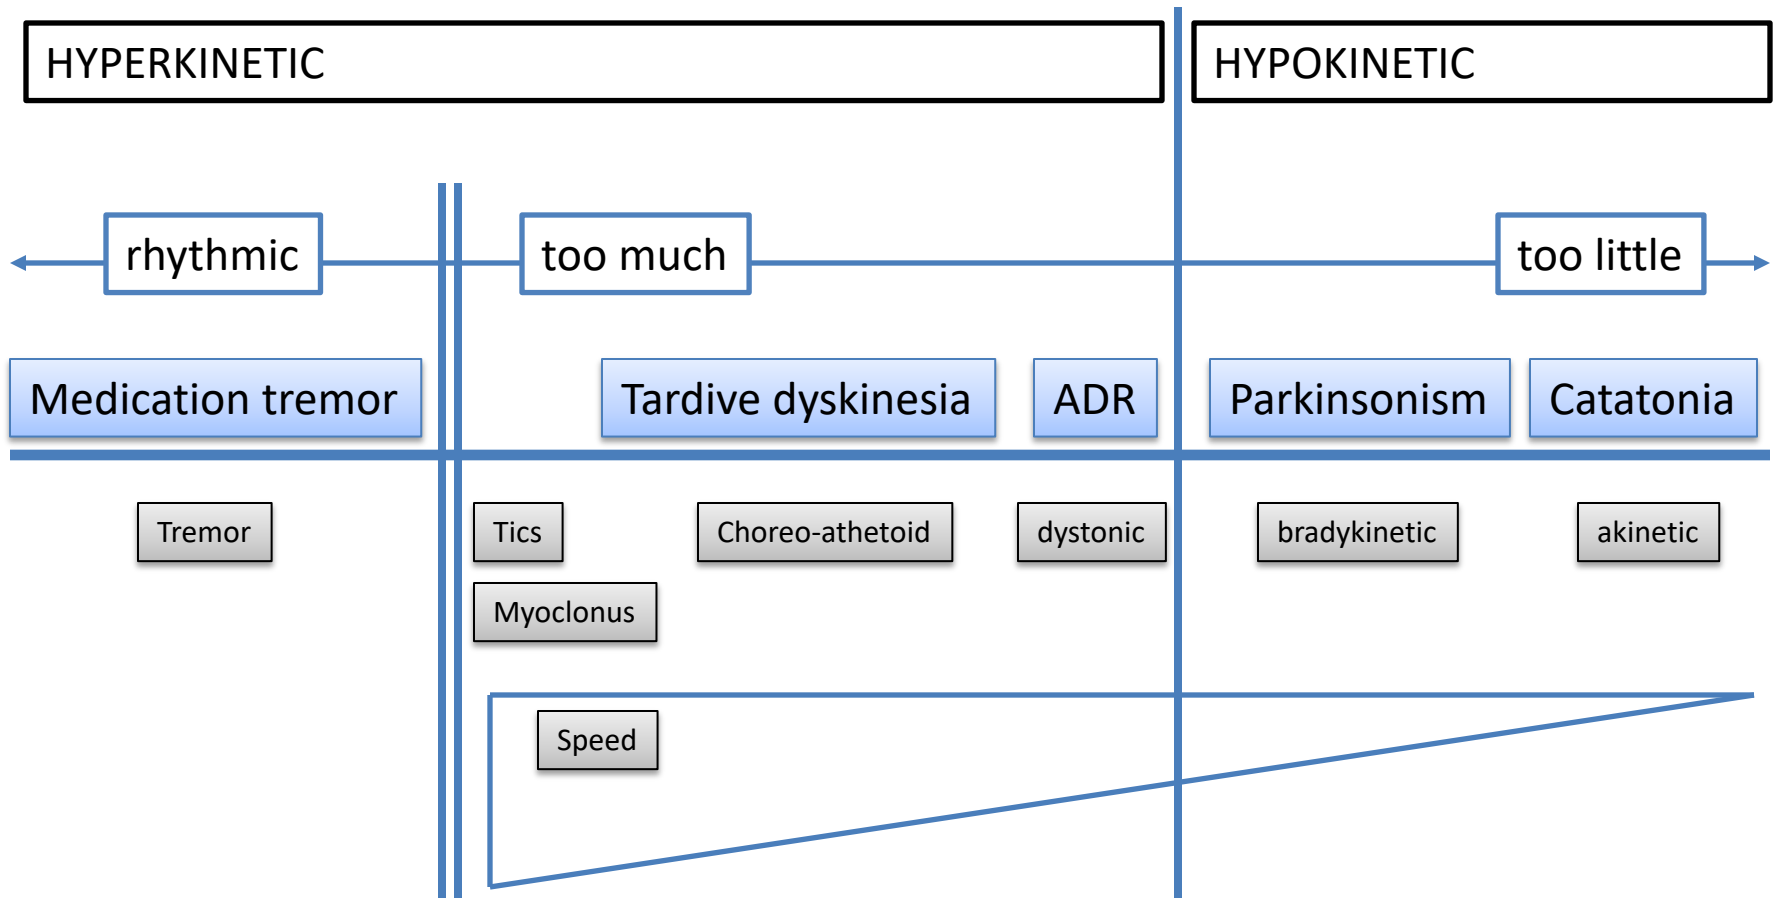 HYPERKINETIC
HYPOKINETIC
rhythmic
too much
too little
Medication tremor
Tardive dyskinesia
ADR
Parkinsonism
Catatonia
Tremor
Tics
Choreo-athetoid
dystonic
bradykinetic
akinetic
Myoclonus
Speed